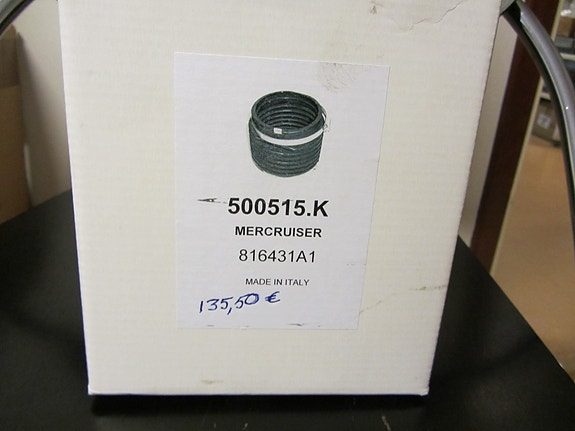 500515.K
MERCRUISER
816431A1
MADE IN ITALY
135,50 €